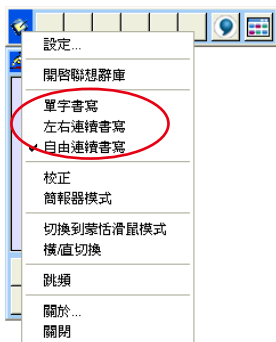 設定...
開啓聯想辭庫
單字書寫
左右連續書寫
自由連續書寫
校正
簡報器模式
切換到蒙恬滑鼠模式
橫/直切換
跳頻
關於...
關閉